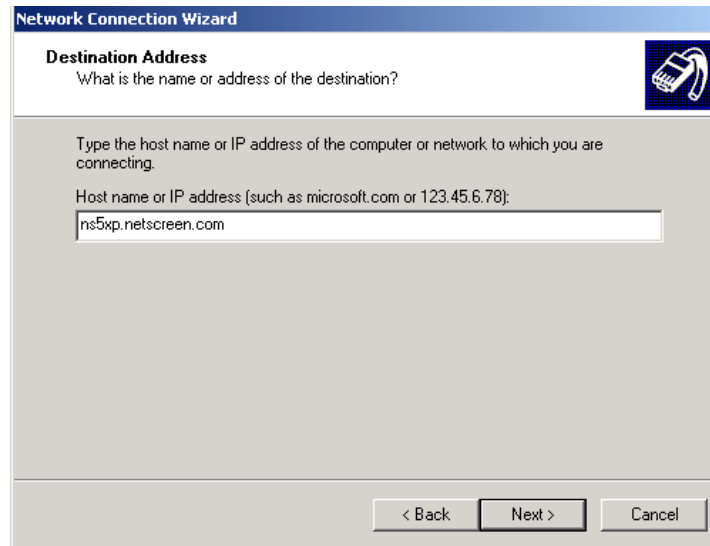 Network Connection Wizard
Destination Address
What is the name or address of the destination?
Type the host name or IP address of the computer or network to which you are
connecting.
Host name or IP address (such as microsoft.com or 123.45.6.78):
ns5xp.netscreen.com
< Back
Next >
Cancel